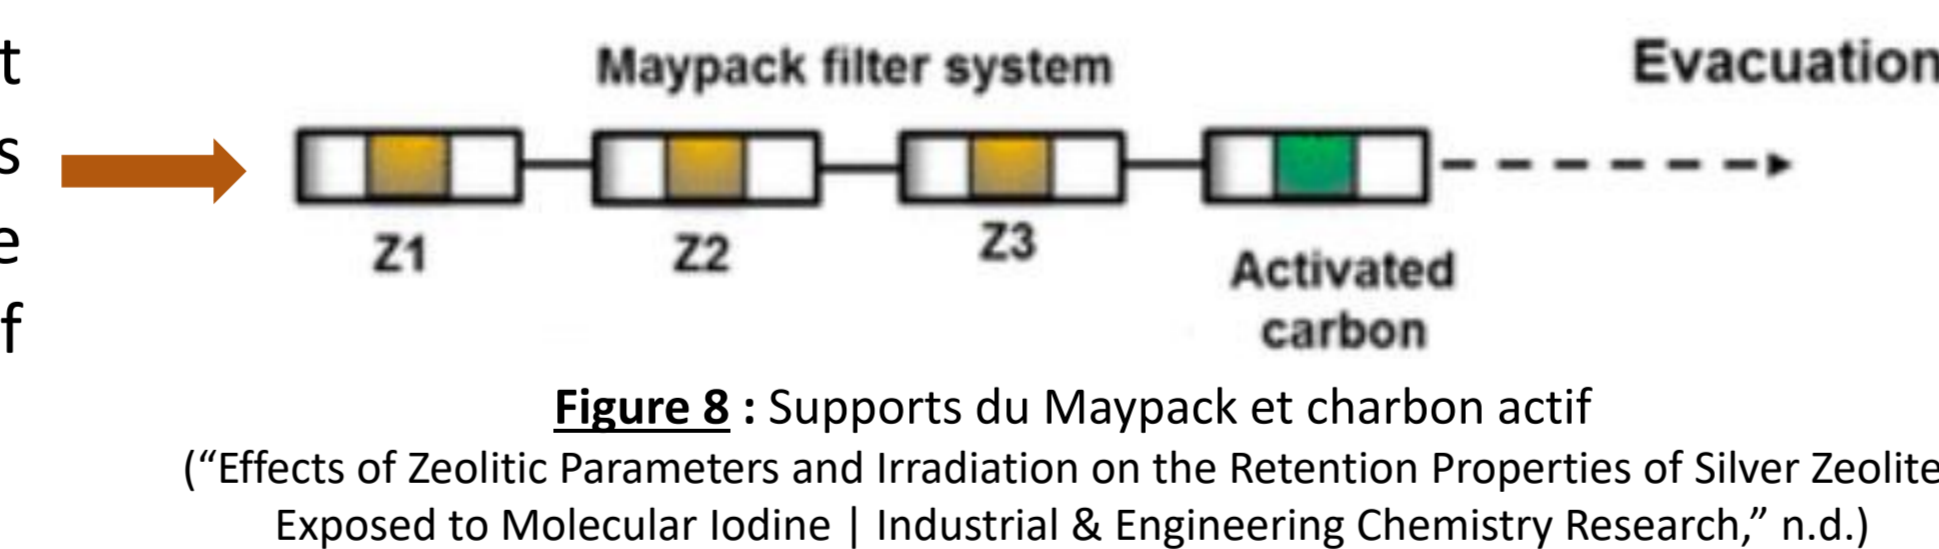 t
s
e
f
Maypack filter system
Evacuation
Z1
Z2
Z3
Activated
carbon
Figure 8 : Supports du Maypack et charbon actif
(“Effects of Zeolitic Parameters and Irradiation on the Retention Properties of Silver Zeolite
Exposed to Molecular Iodine | Industrial & Engineering Chemistry Research,” n.d.)